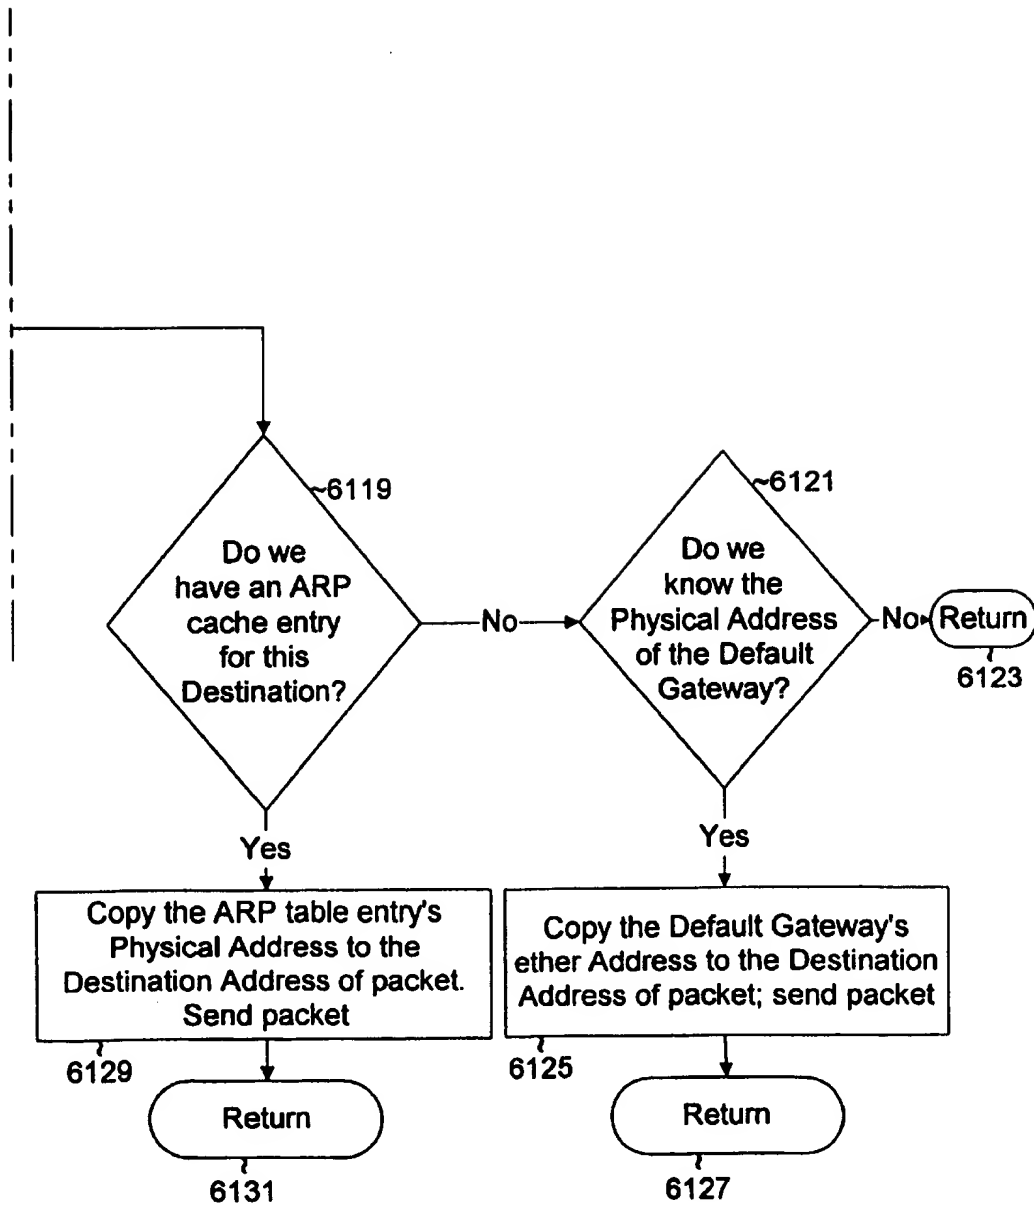 6119
Do we
have an ARP
cache entry
for this
Destination?
No
6121
Do we
know the
Physical Address
of the Default
Gateway?
No
Return
6123
Yes
Copy the ARP table entry's
Physical Address to the
Destination Address of packet.
Send packet
6129
Return
6131
Yes
Copy the Default Gateway's
ether Address to the Destination
Address of packet; send packet
6125
Return
6127